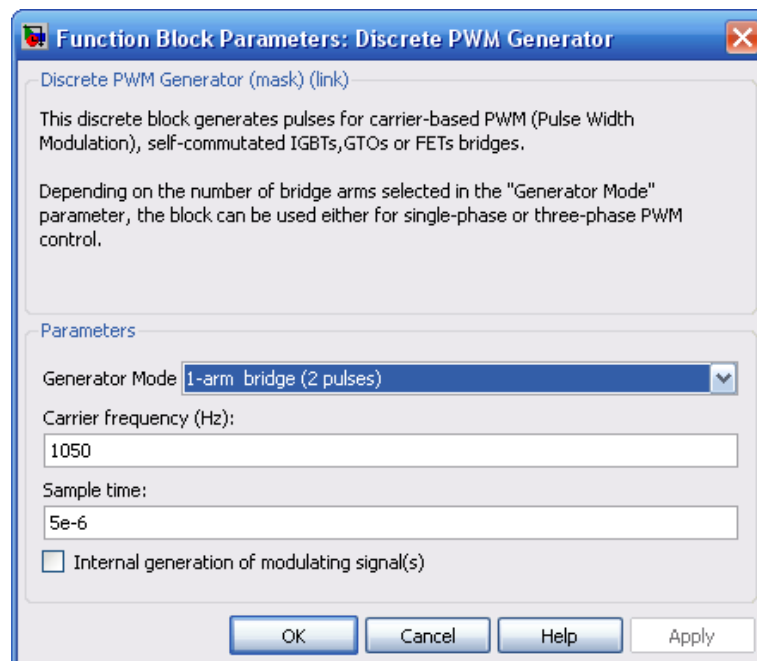 Function Block Parameters: Discrete PWM Generator
Discrete PWM Generator (mask) (link)
This discrete block generates pulses for carrier-based PWM (Pulse Width
Modulation), self-commutated IGBTs,GTOs or FETs bridges.
Depending on the number of bridge arms selected in the "Generator Mode"
parameter, the block can be used either for single-phase or three-phase PWM
control.
Parameters
Generator Mode 1-arm bridge (2 pulses)
Carrier frequency (Hz):
1050
Sample time:
5e-6
Internal generation of modulating signal(s)
OK Cancel Help Apply